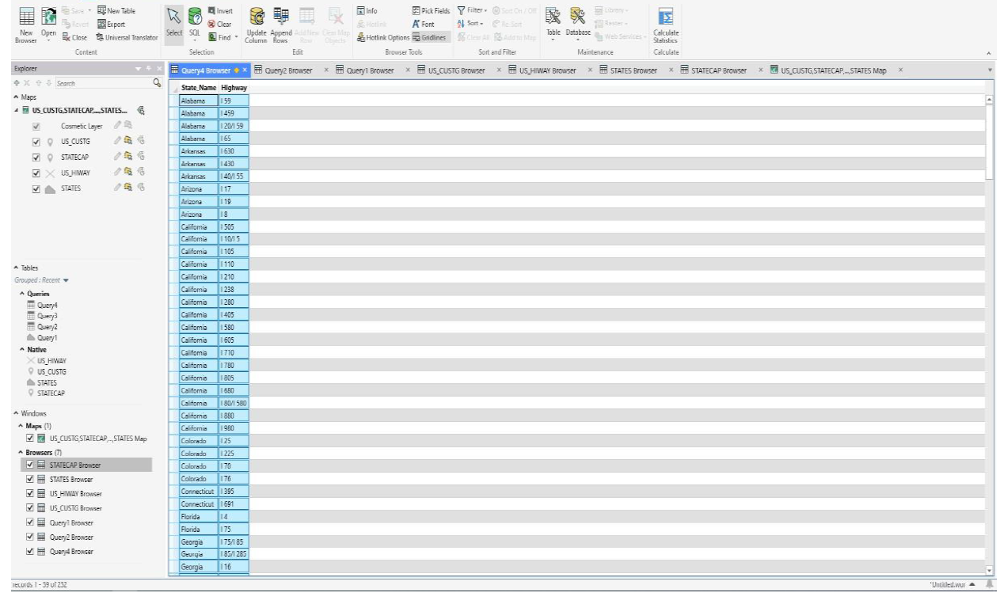 Save New Table
Revert Export
New Browser Open Close Universal Translator
Content
Select SQL Invert Clear Find
Selection
Update Column Append Rows Add New Row Clear Map Objects
Edit
Info Pick Fields
Hotlink Font
Hotlink Options Gridlines
Browser Tools
Filter Sort On / Off
Sort Re-Sort
Clear All Add to Map
Sort and Filter
Table Database Library
Raster
Web Services
Maintenance
Calculate Statistics
Calculate
Explorer
Search
Maps
US_CUSTG,STATECAP,...,STATES...
Cosmetic Layer
US_CUSTG
STATECAP
US_HIWAY
STATES
Tables
Grouped : Recent
Queries
Query4
Query3
Query2
Query1
Native
US_HIWAY
US_CUSTG
STATES
STATECAP
Windows
Maps (1)
US_CUSTG,STATECAP,...,STATES Map
Browsers (7)
STATECAP Browser
STATES Browser
US_HIWAY Browser
US_CUSTG Browser
Query1 Browser
Query2 Browser
Query4 Browser
Query4 Browser × Query2 Browser × Query1 Browser × US_CUSTG Browser × US_HIWAY Browser × STATES Browser × STATECAP Browser × US_CUSTG,STATECAP,...,STATES Map ×
State_Name Highway
Alabama I 59
Alabama I 459
Alabama I 20/I 59
Alabama I 65
Arkansas I 630
Arkansas I 430
Arkansas I 40/I 55
Arizona I 17
Arizona I 19
Arizona I 8
California I 505
California I 10/I 5
California I 105
California I 110
California I 210
California I 238
California I 280
California I 405
California I 580
California I 605
California I 710
California I 780
California I 805
California I 680
California I 80/I 580
California I 880
California I 980
Colorado I 25
Colorado I 225
Colorado I 70
Colorado I 76
Connecticut I 395
Connecticut I 691
Florida I 4
Florida I 75
Georgia I 75/I 85
Georgia I 85/I 285
Georgia I 16
records 1 - 39 of 232
*Untitled.wor